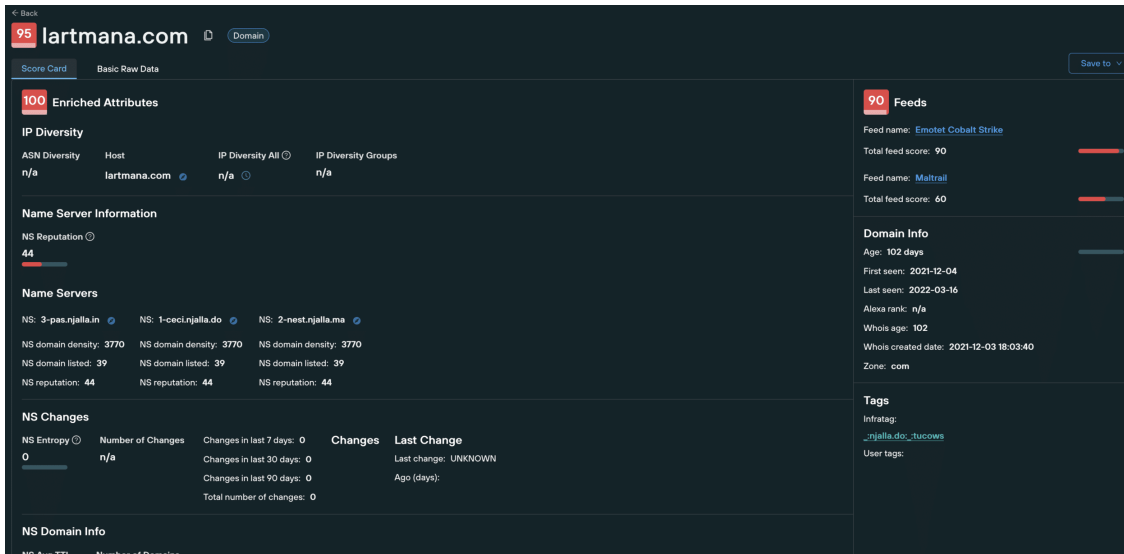 ← Back
95 lartmana.com Domain
Score Card Basic Raw Data
Save to
100 Enriched Attributes
IP Diversity
ASN Diversity Host IP Diversity All IP Diversity Groups
n/a lartmana.com n/a n/a
Name Server Information
NS Reputation
44
Name Servers
NS: 3-pas.njalla.in NS: 1-ceci.njalla.do NS: 2-nest.njalla.ma
NS domain density: 3770 NS domain density: 3770 NS domain density: 3770
NS domain listed: 39 NS domain listed: 39 NS domain listed: 39
NS reputation: 44 NS reputation: 44 NS reputation: 44
NS Changes
NS Entropy Number of Changes Changes in last 7 days: 0 Changes Last Change
0 n/a Changes in last 30 days: 0 Last change: UNKNOWN
Changes in last 90 days: 0 Ago (days):
Total number of changes: 0
NS Domain Info
NS Avg TTL Number of Domains
90 Feeds
Feed name: Emotet Cobalt Strike
Total feed score: 90
Feed name: Maltrail
Total feed score: 60
Domain Info
Age: 102 days
First seen: 2021-12-04
Last seen: 2022-03-16
Alexa rank: n/a
Whois age: 102
Whois created date: 2021-12-03 18:03:40
Zone: com
Tags
Infratag:
_:njalla.do:_:tucows
User tags: